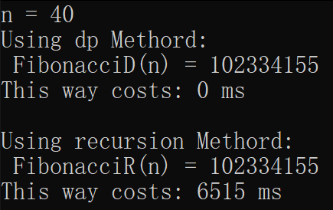 n = 40
Using dp Methord:
 FibonacciD(n) = 102334155
This way costs: 0 ms

Using recursion Methord:
 FibonacciR(n) = 102334155
This way costs: 6515 ms